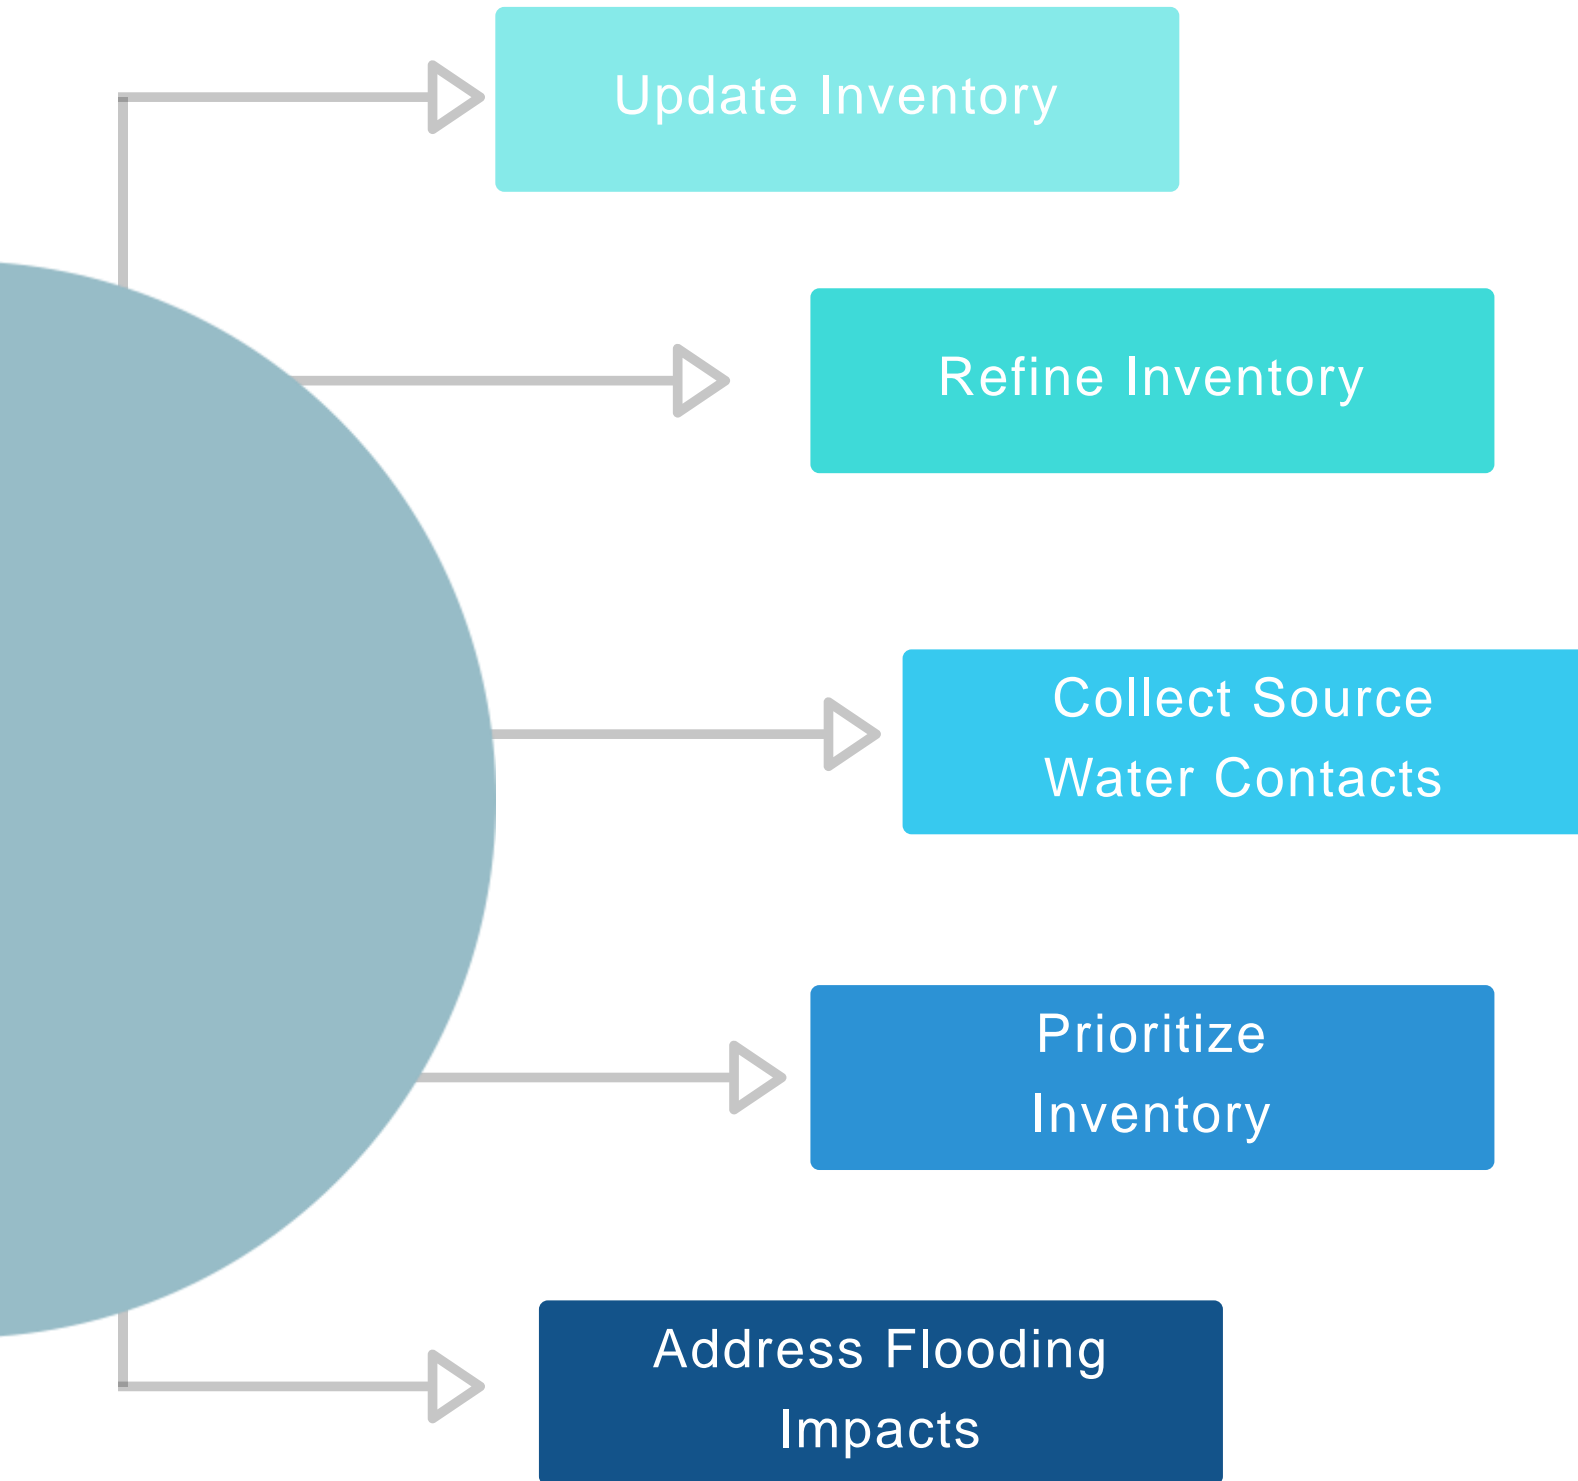 Update Inventory
Refine Inventory
Collect Source
Water Contacts
Prioritize
Inventory
Address Flooding
Impacts